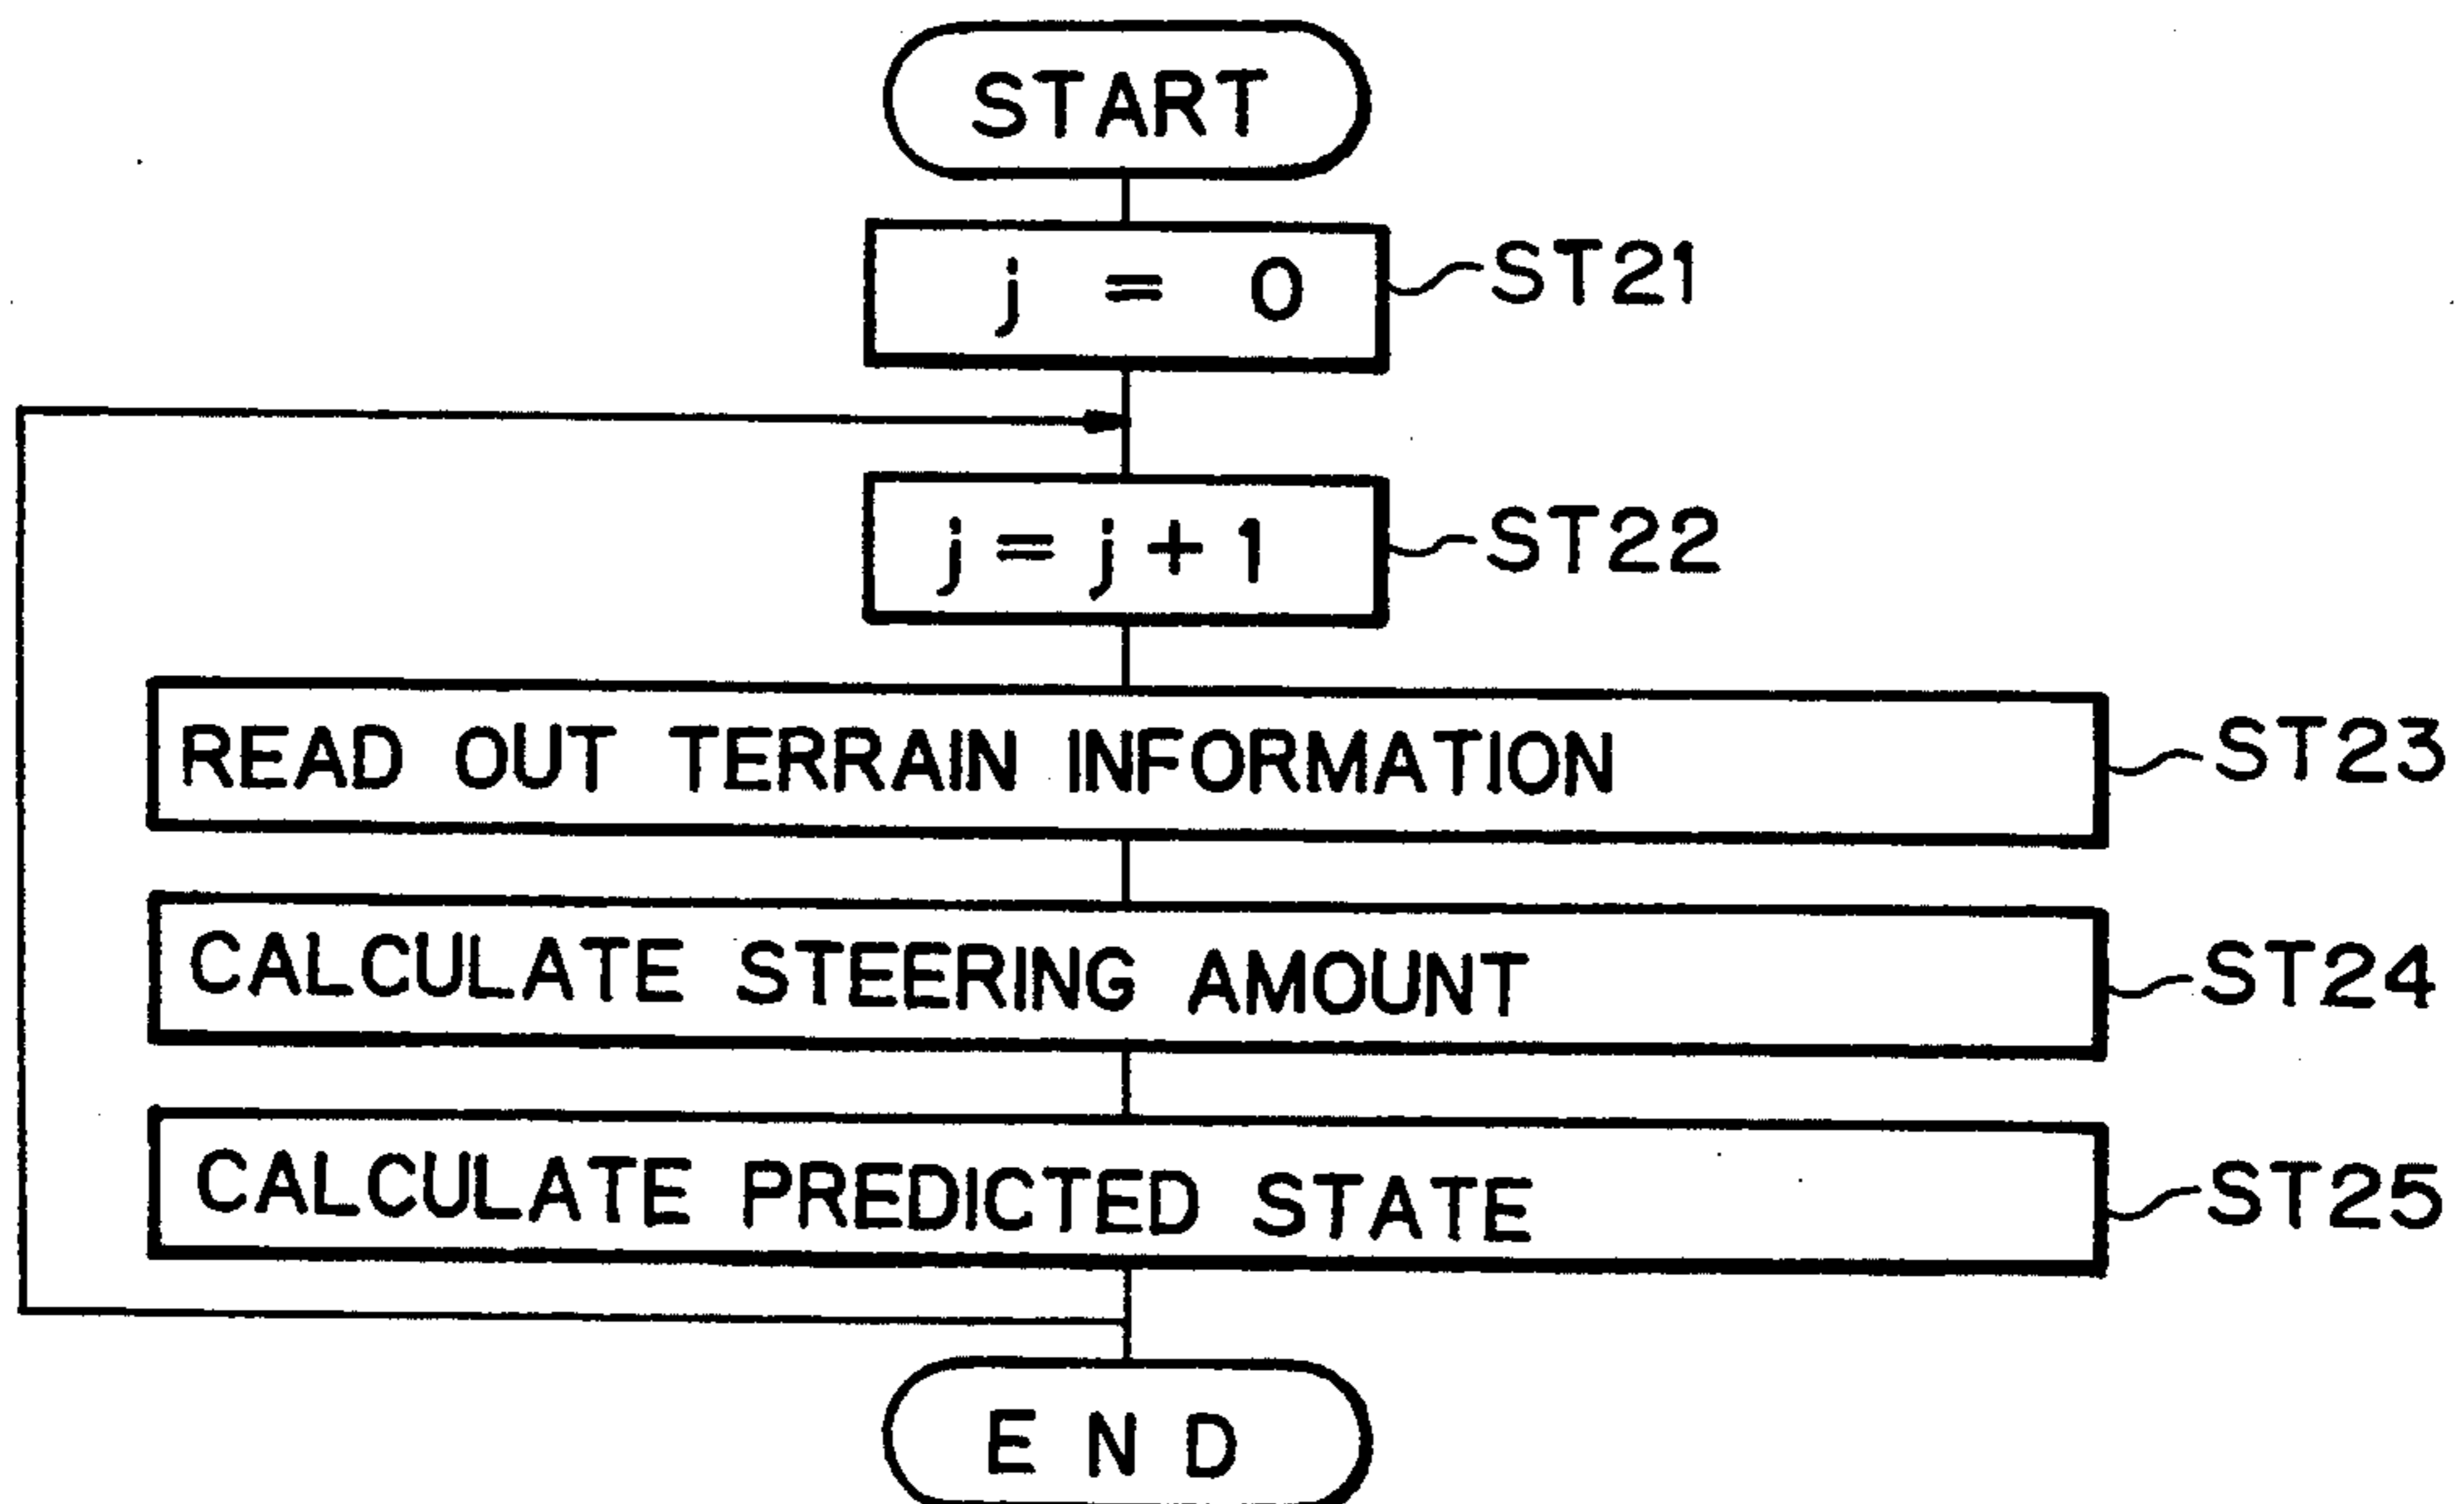 START
j = 0
ST21
j = j + 1
ST22
READ OUT TERRAIN INFORMATION
ST23
CALCULATE STEERING AMOUNT
ST24
CALCULATE PREDICTED STATE
ST25
END